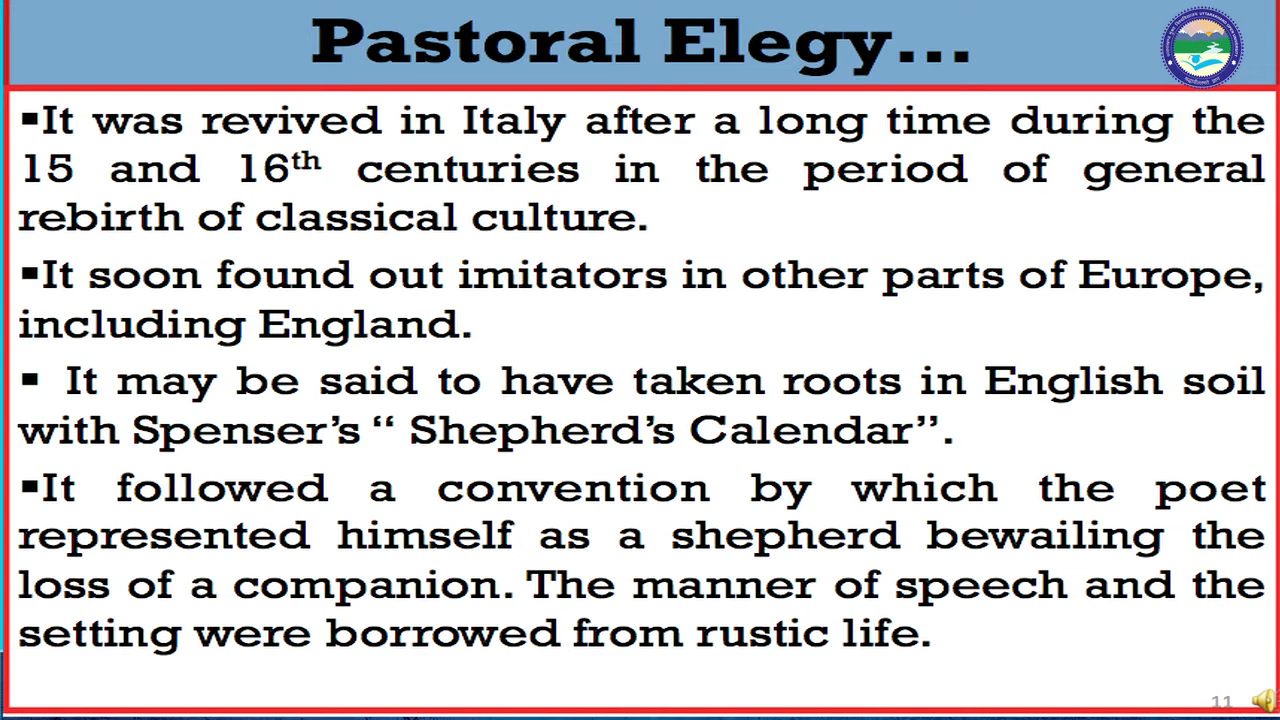 Pastoral Elegy...
▪It was revived in Italy after a long time during the
15 and 16th centuries in the period of general
rebirth of classical culture.
▪It soon found out imitators in other parts of Europe,
including England.
▪ It may be said to have taken roots in English soil
with Spenser’s “ Shepherd’s Calendar”.
▪It followed a convention by which the poet
represented himself as a shepherd bewailing the
loss of a companion. The manner of speech and the
setting were borrowed from rustic life.
11